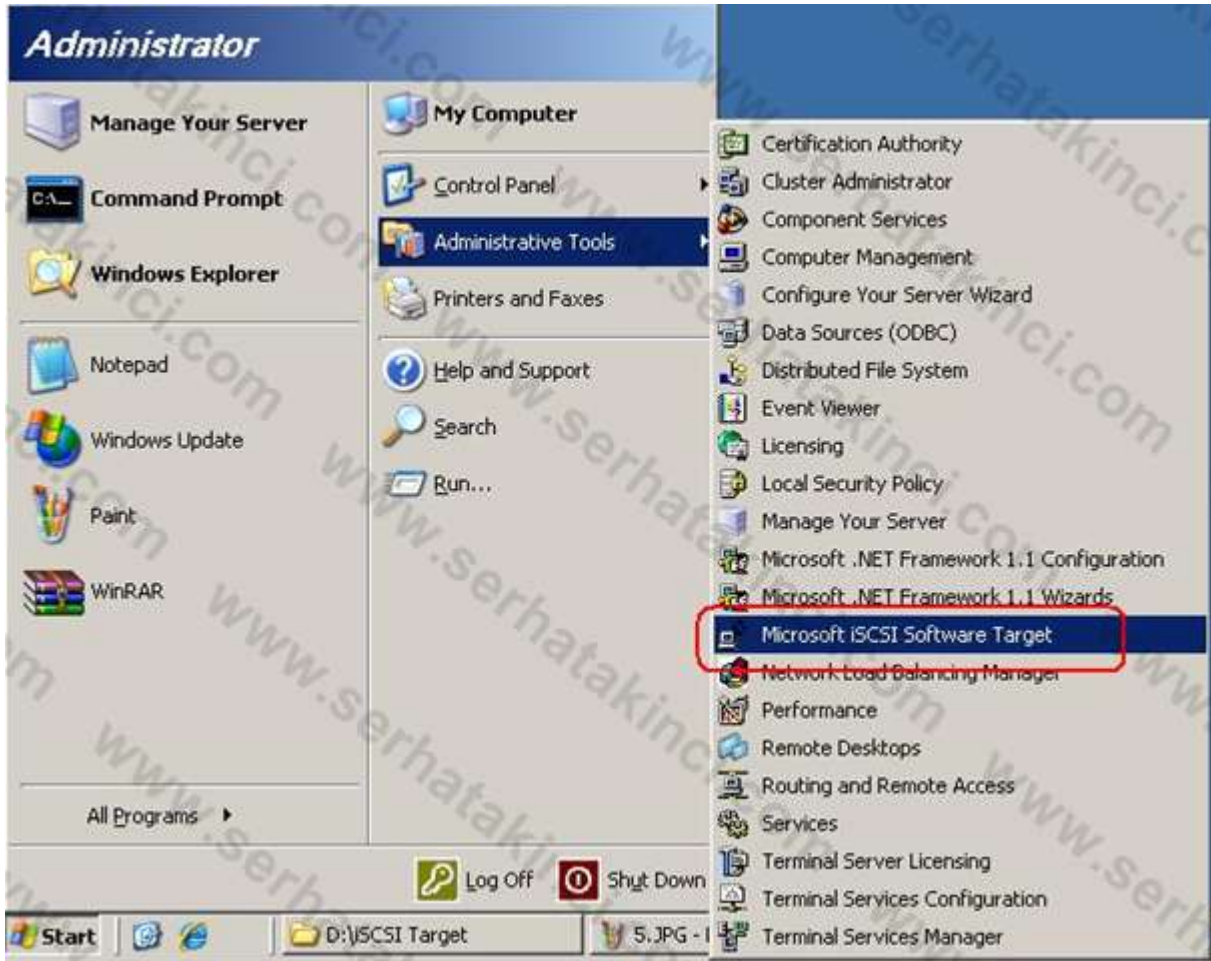 Administrator
Manage Your Server
Command Prompt
Windows Explorer
Notepad
Windows Update
Paint
WinRAR
All Programs
My Computer
Control Panel
Administrative Tools
Printers and Faxes
Help and Support
Search
Run...
Log Off
Shut Down
Certification Authority
Cluster Administrator
Component Services
Computer Management
Configure Your Server Wizard
Data Sources (ODBC)
Distributed File System
Event Viewer
Licensing
Local Security Policy
Manage Your Server
Microsoft .NET Framework 1.1 Configuration
Microsoft .NET Framework 1.1 Wizards
Microsoft iSCSI Software Target
Network Load Balancing Manager
Performance
Remote Desktops
Routing and Remote Access
Services
Terminal Server Licensing
Terminal Services Configuration
Terminal Services Manager
Start
D:\iSCSI Target
5.JPG -
www.serhatakinci.com